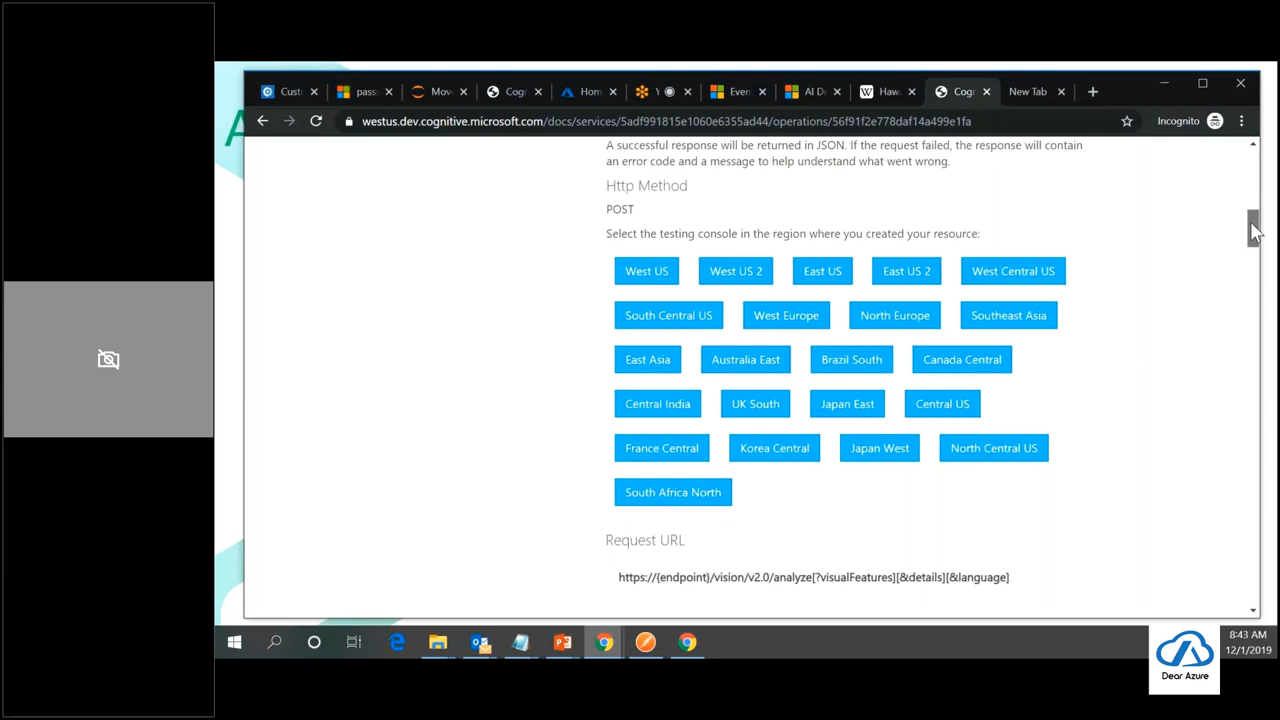 Custo
pass
Move
Cogn
Hom
Y
Even
AI D
Hawa
Cogn
New Tab
westus.dev.cognitive.microsoft.com/docs/services/5adf991815e1060e6355ad44/operations/56f91f2e778daf14a499e1fa
Incognito
A successful response will be returned in JSON. If the request failed, the response will contain
an error code and a message to help understand what went wrong.
Http Method
POST
Select the testing console in the region where you created your resource:
West US West US 2 East US East US 2 West Central US
South Central US West Europe North Europe Southeast Asia
East Asia Australia East Brazil South Canada Central
Central India UK South Japan East Central US
France Central Korea Central Japan West North Central US
South Africa North
Request URL
https://{endpoint}/vision/v2.0/analyze[?visualFeatures][&details][&language]
8:43 AM
12/1/2019
Dear Azure